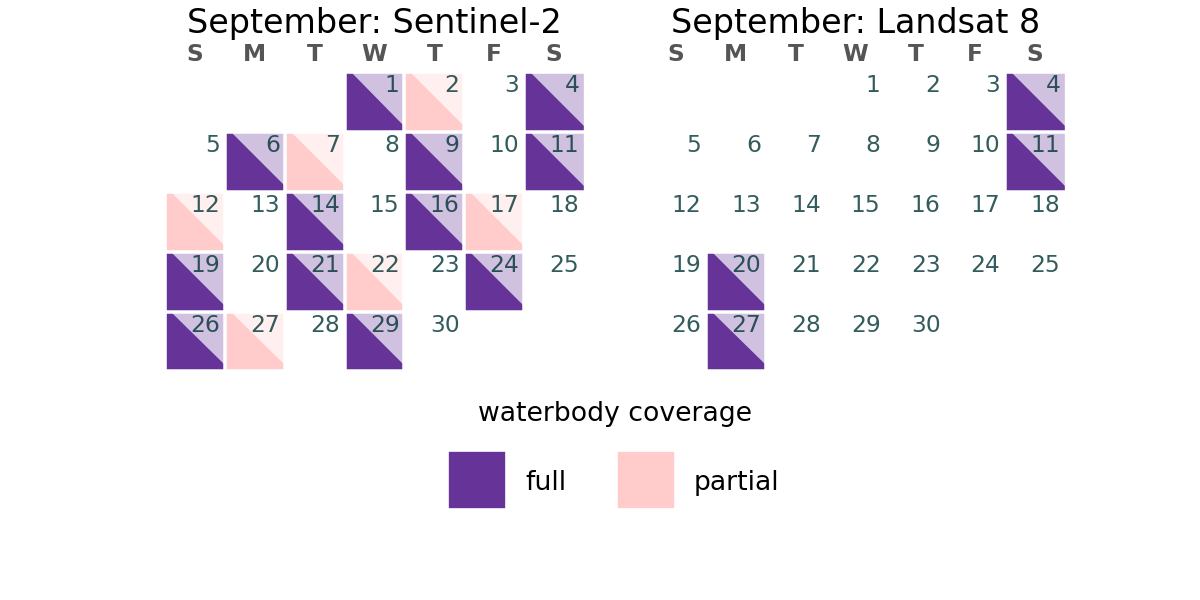 September: Sentinel-2
S M T W T F S
1 2 3 4
5 6 7 8 9 10 11
12 13 14 15 16 17 18
19 20 21 22 23 24 25
26 27 28 29 30
September: Landsat 8
S M T W T F S
1 2 3 4
5 6 7 8 9 10 11
12 13 14 15 16 17 18
19 20 21 22 23 24 25
26 27 28 29 30
waterbody coverage
full
partial